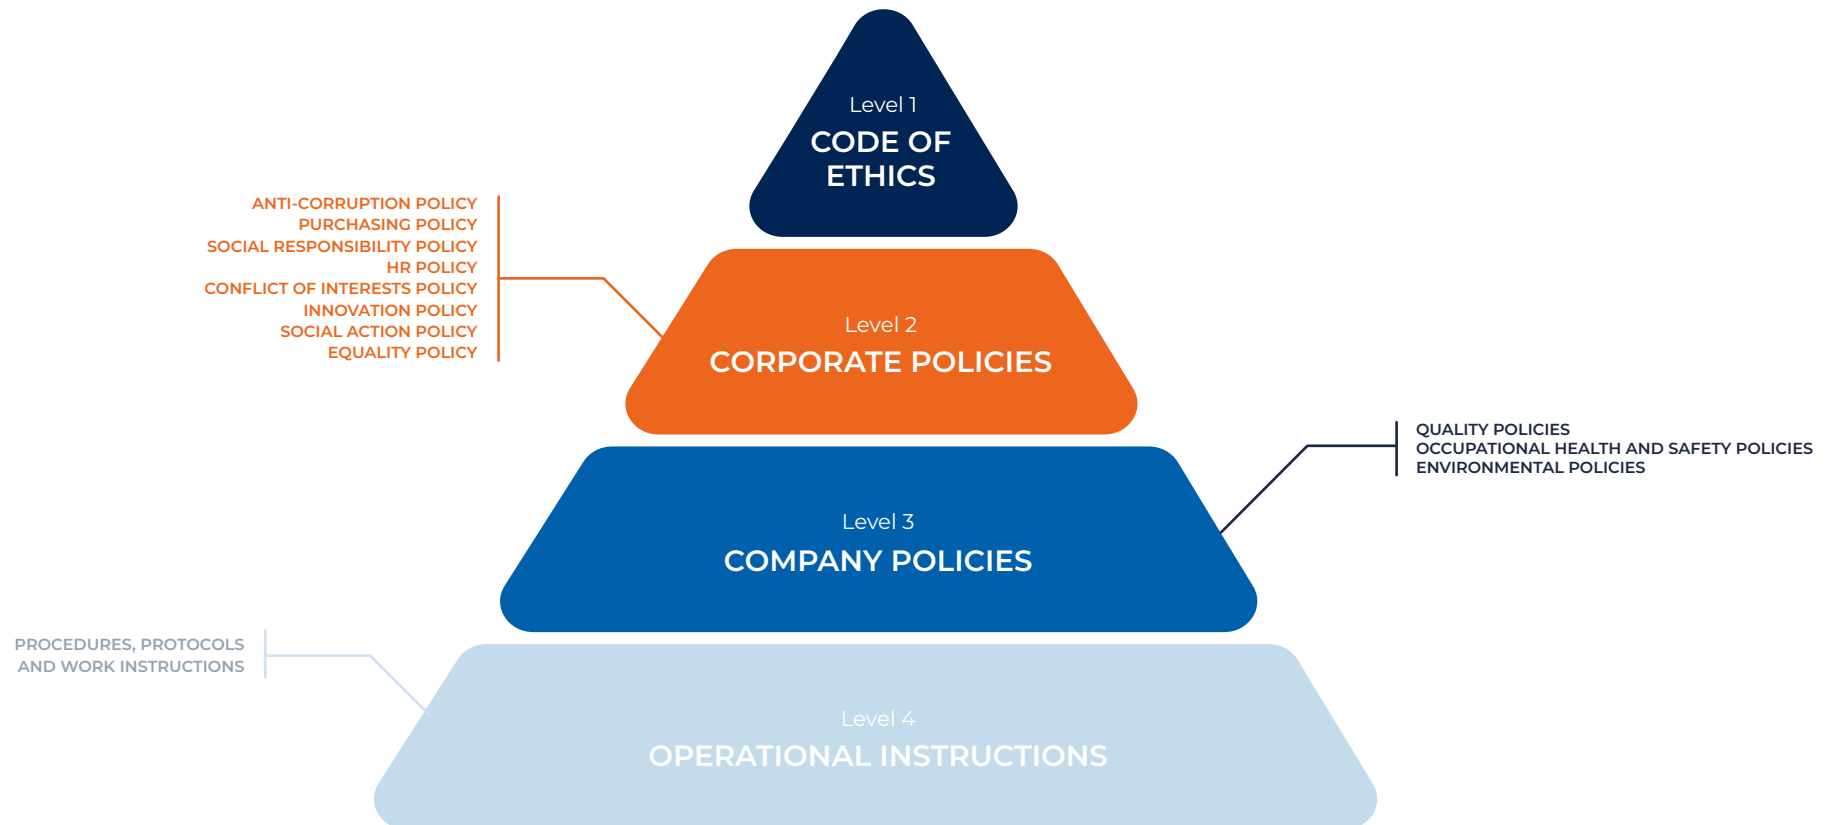 Level 1
CODE OF
ETHICS
ANTI-CORRUPTION POLICY
PURCHASING POLICY
SOCIAL RESPONSIBILITY POLICY
HR POLICY
CONFLICT OF INTERESTS POLICY
INNOVATION POLICY
SOCIAL ACTION POLICY
EQUALITY POLICY
Level 2
CORPORATE POLICIES
QUALITY POLICIES
OCCUPATIONAL HEALTH AND SAFETY POLICIES
ENVIRONMENTAL POLICIES
Level 3
COMPANY POLICIES
PROCEDURES, PROTOCOLS
AND WORK INSTRUCTIONS
Level 4
OPERATIONAL INSTRUCTIONS